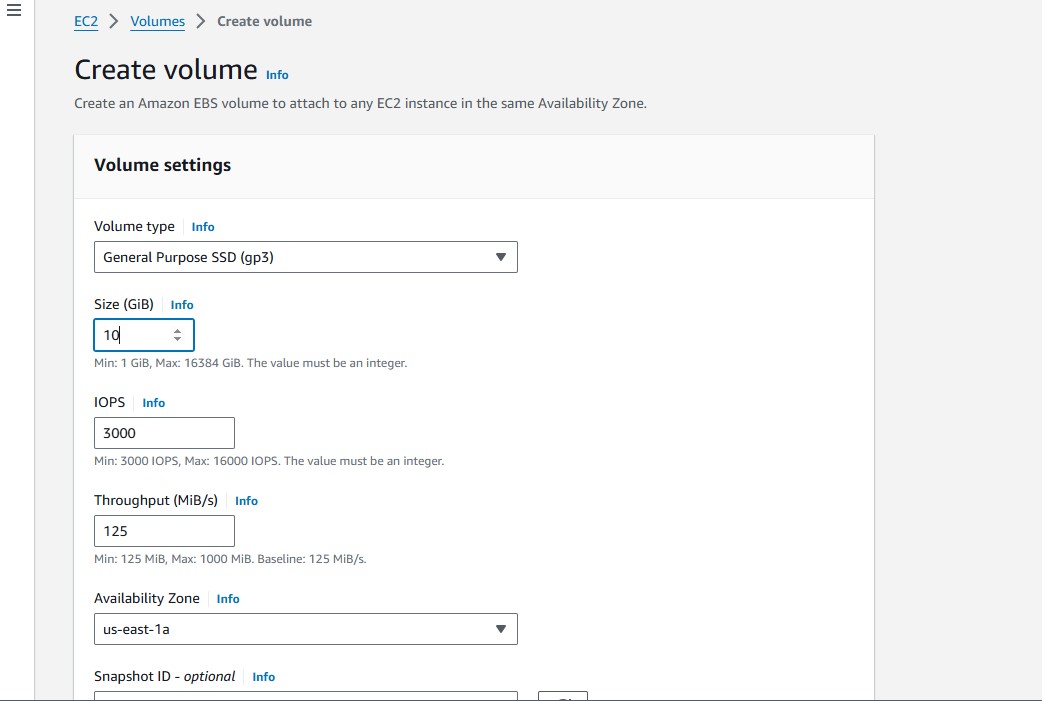 EC2 > Volumes > Create volume
Create volume Info
Create an Amazon EBS volume to attach to any EC2 instance in the same Availability Zone.
Volume settings
Volume type Info
General Purpose SSD (gp3)
Size (GiB) Info
10
Min: 1 GiB, Max: 16384 GiB. The value must be an integer.
IOPS Info
3000
Min: 3000 IOPS, Max: 16000 IOPS. The value must be an integer.
Throughput (MiB/s) Info
125
Min: 125 MiB, Max: 1000 MiB. Baseline: 125 MiB/s.
Availability Zone Info
us-east-1a
Snapshot ID - optional Info